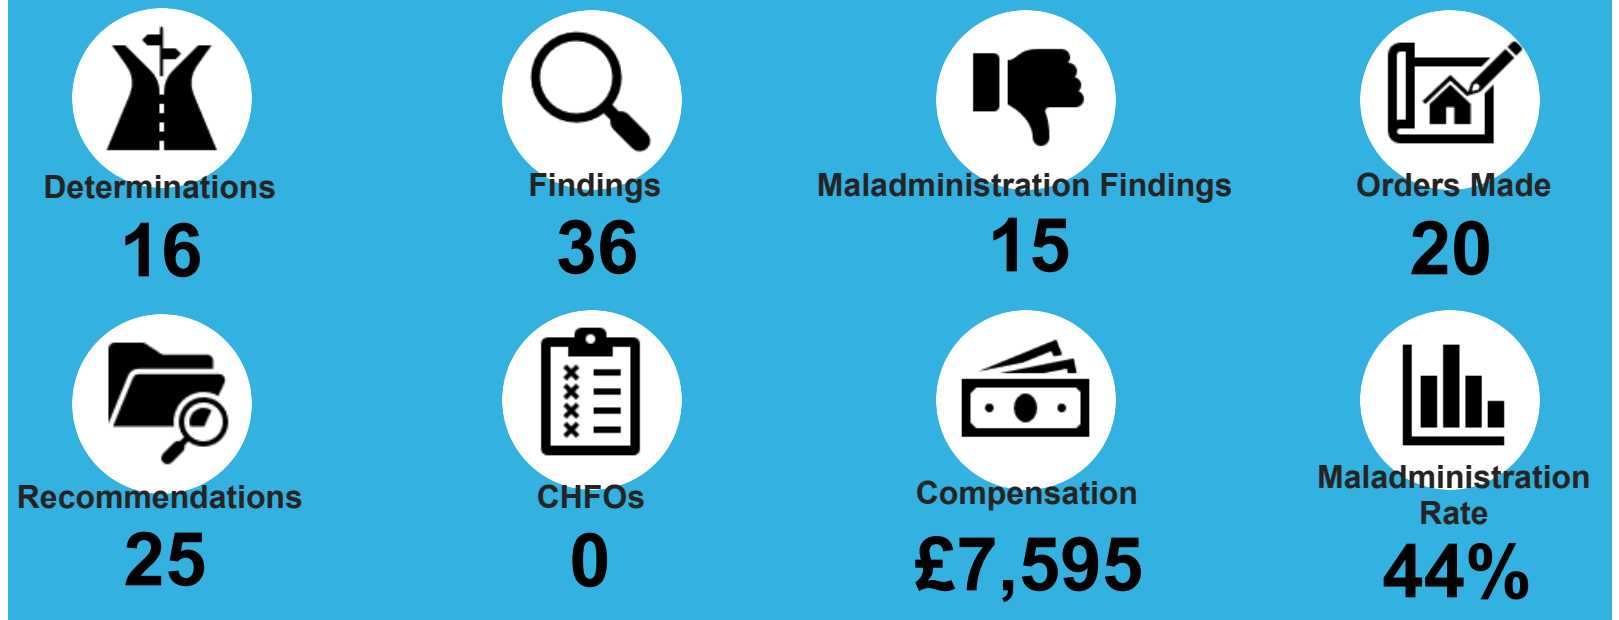 Determinations
16
Findings
36
Maladministration Findings
15
Orders Made
20
Recommendations
25
CHFOs
0
Compensation
£7,595
Maladministration
Rate
44%